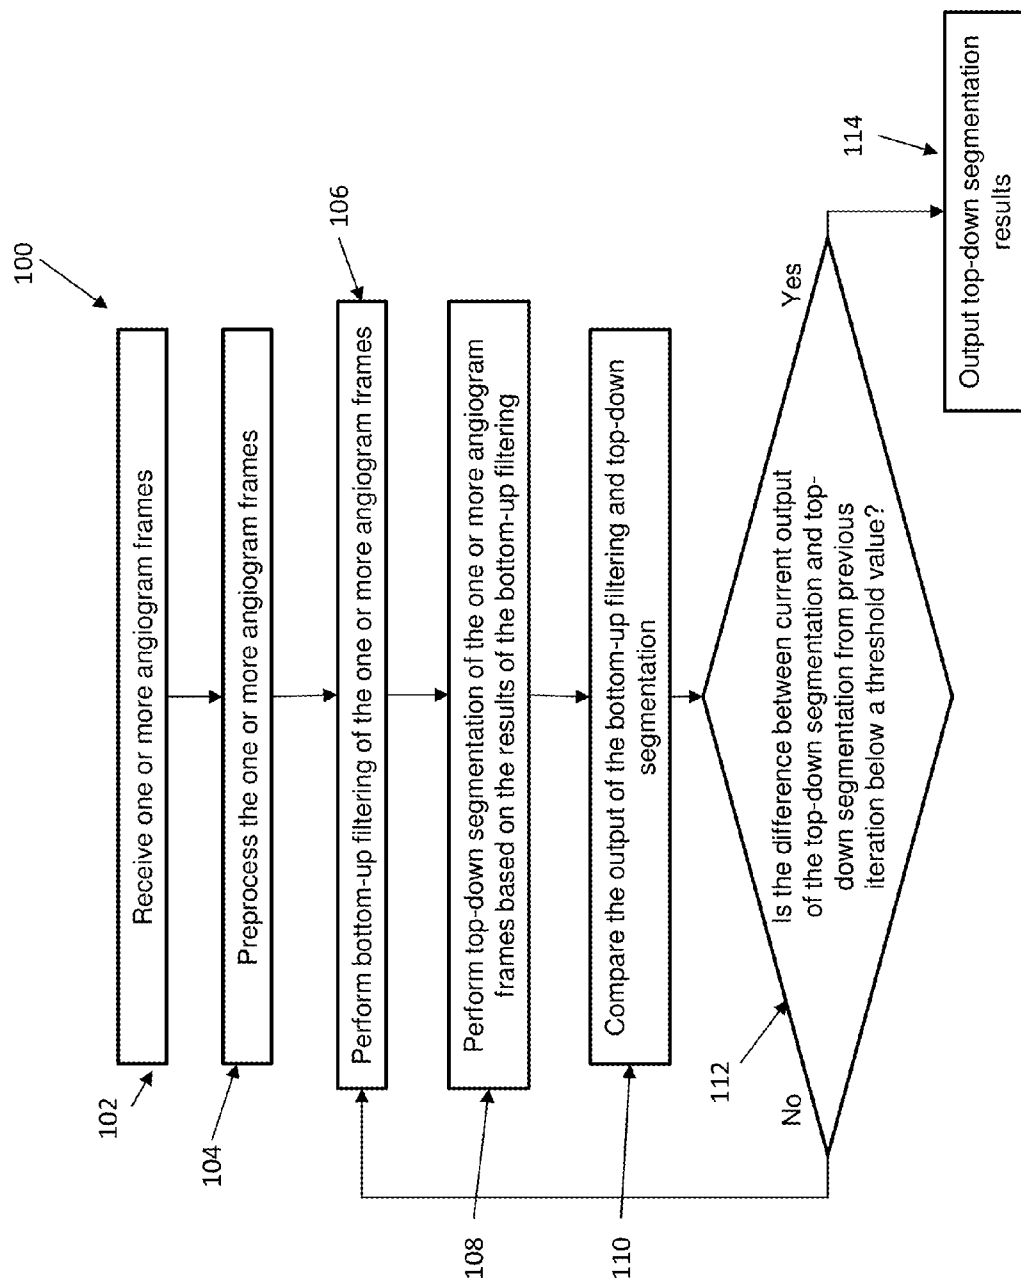 100
102
Receive one or more angiogram frames
104
Preprocess the one or more angiogram frames
106
Perform bottom-up filtering of the one or more angiogram frames
108
Perform top-down segmentation of the one or more angiogram
frames based on the results of the bottom-up filtering
110
Compare the output of the bottom-up filtering and top-down
segmentation
112
Is the difference between current output
of the top-down segmentation and top-
down segmentation from previous
iteration below a threshold value?
No
Yes
114
Output top-down segmentation
results